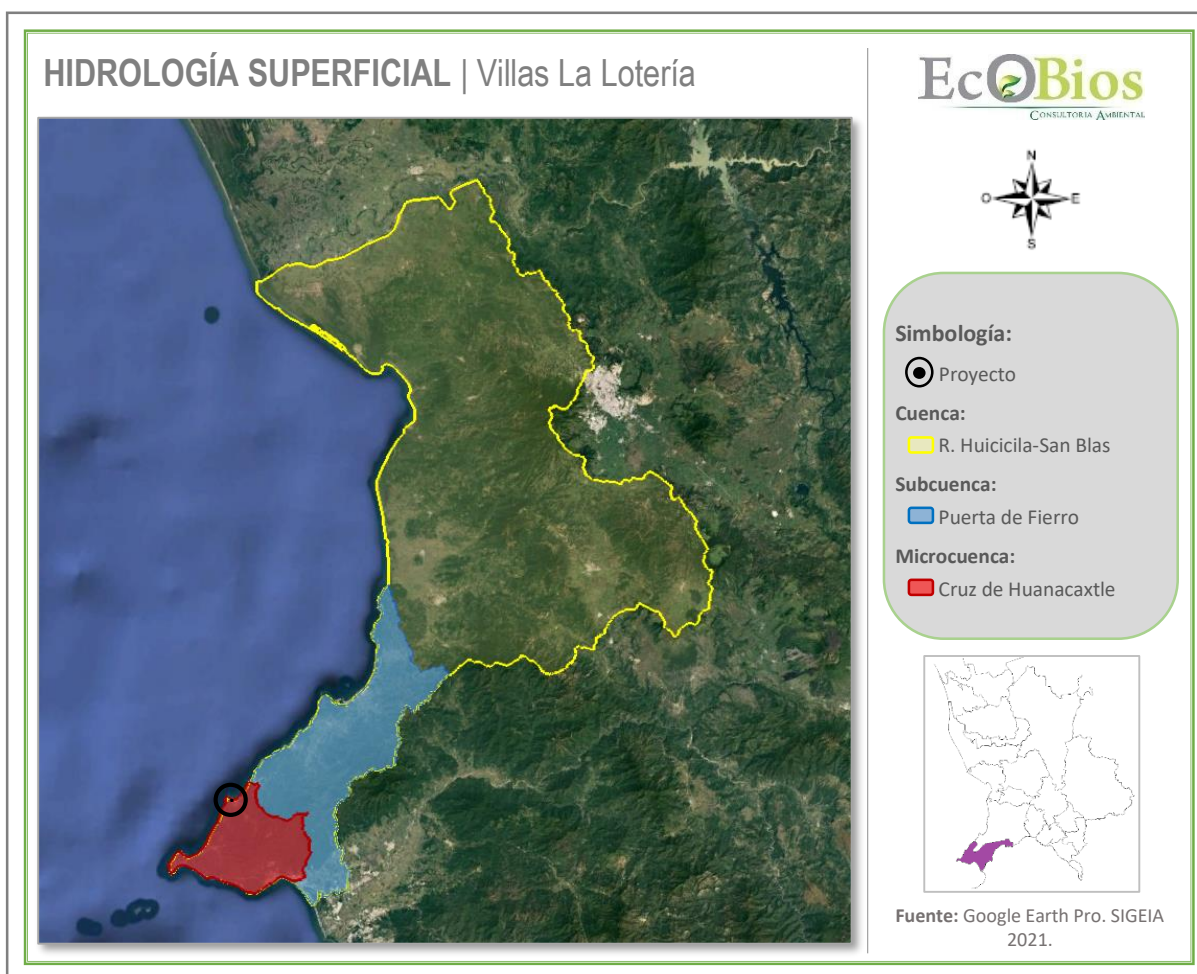 HIDROLOGÍA SUPERFICIAL | Villas La Lotería
EcOBios
CONSULTORIA AMBIENTAL
N
O
E
S
Simbología:
Proyecto
Cuenca:
R. Huicicila-San Blas
Subcuenca:
Puerta de Fierro
Microcuenca:
Cruz de Huanacaxtle
Fuente: Google Earth Pro. SIGEIA
2021.